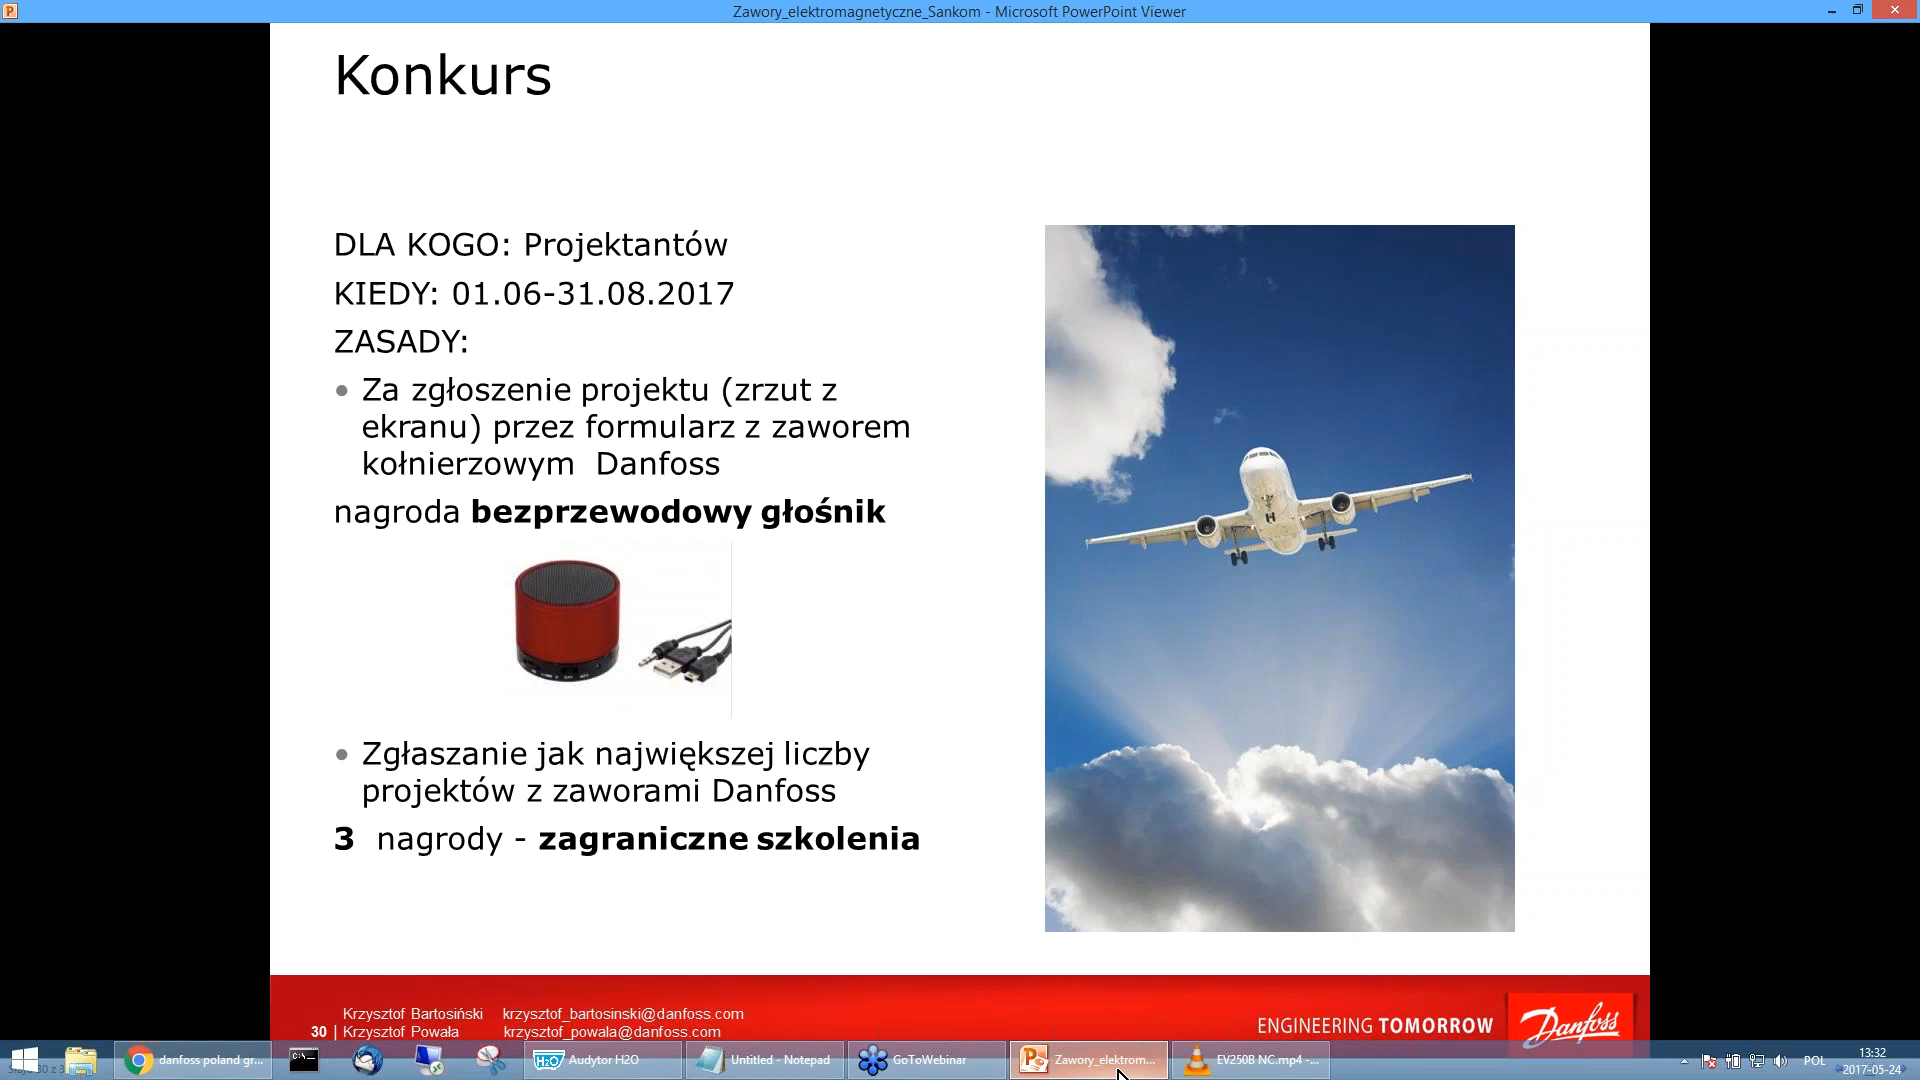 Zawory_elektromagnetyczne_Sankom - Microsoft PowerPoint Viewer
Konkurs
DLA KOGO: Projektantów
KIEDY: 01.06-31.08.2017
ZASADY:
Za zgłoszenie projektu (zrzut z
ekranu) przez formularz z zaworem
kołnierzowym Danfoss
nagroda bezprzewodowy głośnik
Zgłaszanie jak największej liczby
projektów z zaworami Danfoss
3 nagrody - zagraniczne szkolenia
Krzysztof Bartosiński krzysztof_bartosinski@danfoss.com
30 | Krzysztof Powała krzysztof_powala@danfoss.com
ENGINEERING TOMORROW
Danfoss
danfoss poland gr...
Audytor H2O
Untitled - Notepad
GoToWebinar
Zawory_elektrom...
EV250B NC.mp4 -...
POL
13:32
2017-05-24